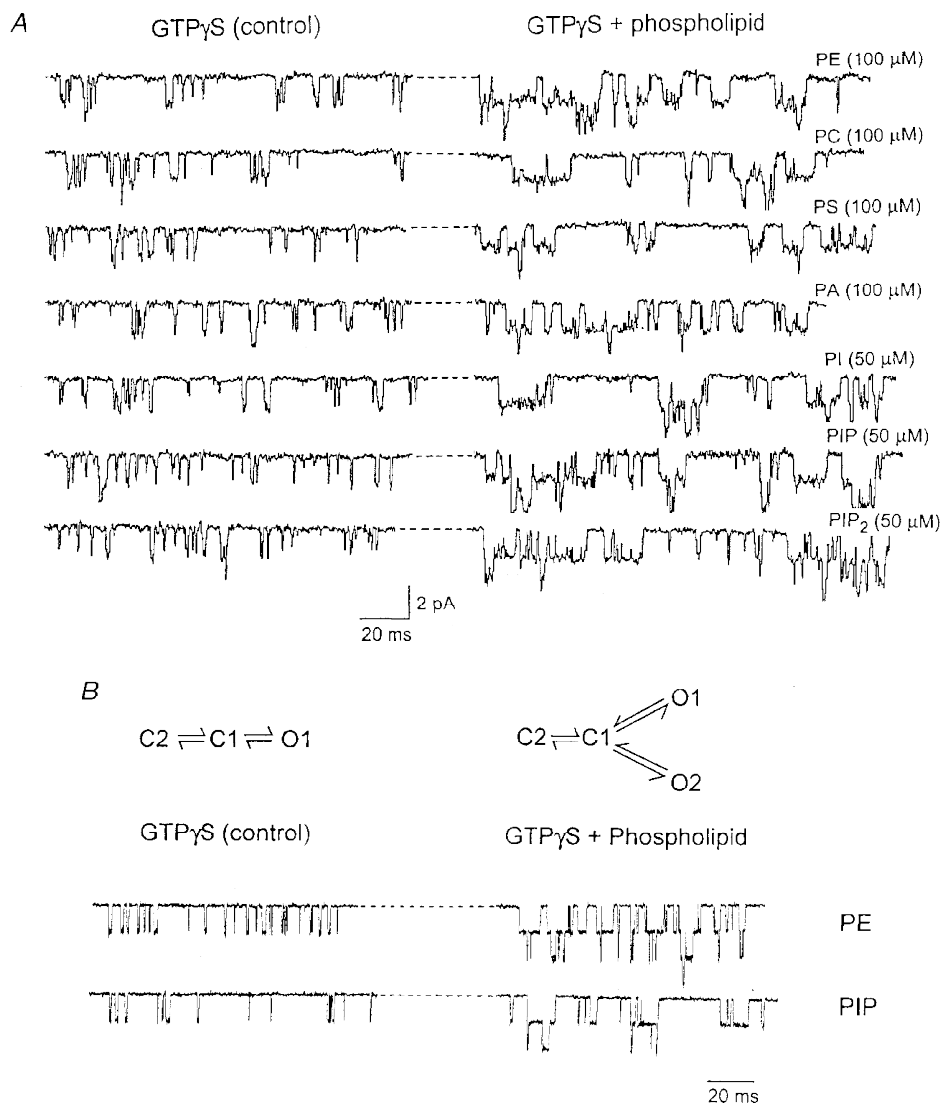 A
GTPγS (control)
GTPγS + phospholipid
PE (100 μM)
PC (100 μM)
PS (100 μM)
PA (100 μM)
PI (50 μM)
PIP (50 μM)
PIP₂ (50 μM)
2 pA
20 ms
B
C2 ⇌ C1 ⇌ O1
O1
C2 ⇌ C1
O2
GTPγS (control)
GTPγS + Phospholipid
PE
PIP
20 ms